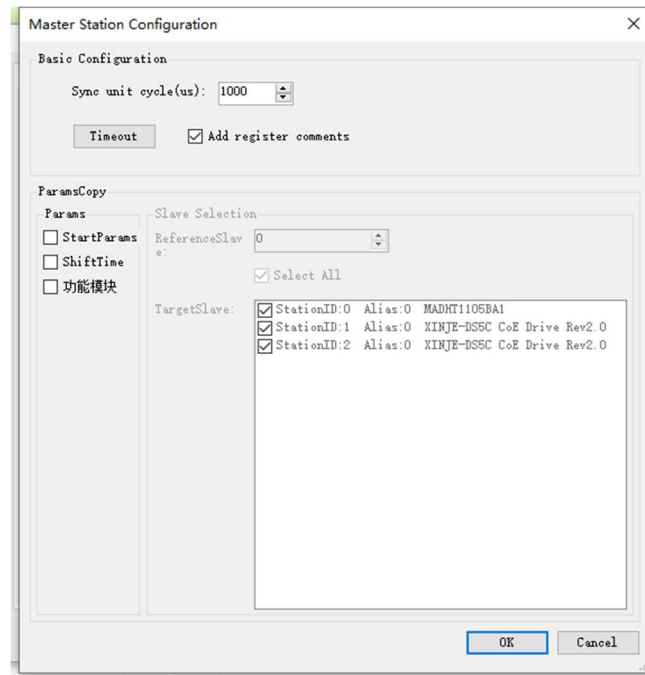 Master Station Configuration
Basic Configuration
Sync unit cycle(us): 1000
Timeout
Add register comments
ParamsCopy
Params
StartParams
ShiftTime
功能模块
Slave Selection
ReferenceSlav
e:
0
Select All
TargetSlave:
StationID:0 Alias:0 MADHT1105BA1
StationID:1 Alias:0 XINJE-DS5C CoE Drive Rev2.0
StationID:2 Alias:0 XINJE-DS5C CoE Drive Rev2.0
OK
Cancel